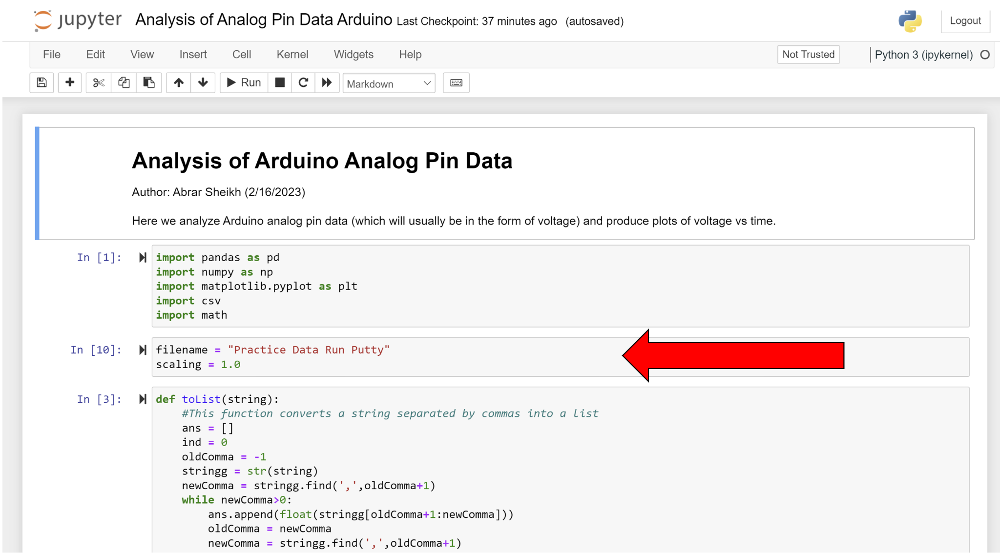 jupyter Analysis of Analog Pin Data Arduino Last Checkpoint: 37 minutes ago (autosaved)
Logout
File Edit View Insert Cell Kernel Widgets Help
Not Trusted
Python 3 (ipykernel)
Run
Markdown
Analysis of Arduino Analog Pin Data
Author: Abrar Sheikh (2/16/2023)
Here we analyze Arduino analog pin data (which will usually be in the form of voltage) and produce plots of voltage vs time.
In [1]:
import pandas as pd
import numpy as np
import matplotlib.pyplot as plt
import csv
import math
In [10]:
filename = "Practice Data Run Putty"
scaling = 1.0
In [3]:
def toList(string):
    #This function converts a string separated by commas into a list
    ans = []
    ind = 0
    oldComma = -1
    stringg = str(string)
    newComma = stringg.find(',',oldComma+1)
    while newComma>0:
        ans.append(float(stringg[oldComma+1:newComma]))
        oldComma = newComma
        newComma = stringg.find(',',oldComma+1)